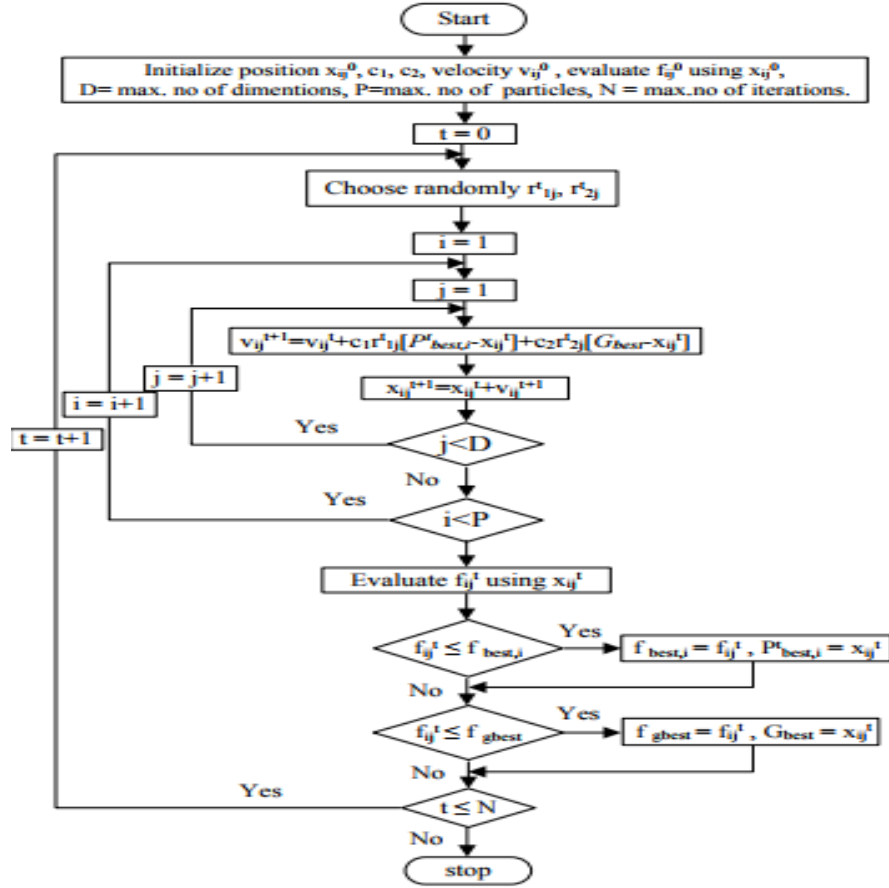 Start
Initialize position xᵢⱼ⁰, c₁, c₂, velocity vᵢⱼ⁰ , evaluate fᵢⱼ⁰ using xᵢⱼ⁰,
D= max. no of dimentions, P=max. no of particles, N = max.no of iterations.
t = 0
Choose randomly rᵗ₁ⱼ, rᵗ₂ⱼ
i = 1
j = 1
vᵢⱼᵗ⁺¹=vᵢⱼᵗ+c₁rᵗ₁ⱼ[Pᵗbest,i-xᵢⱼᵗ]+c₂rᵗ₂ⱼ[Gbest-xᵢⱼᵗ]
j = j+1
xᵢⱼᵗ⁺¹=xᵢⱼᵗ+vᵢⱼᵗ⁺¹
i = i+1
t = t+1
Yes
j<D
No
Yes
i<P
Evaluate fᵢⱼᵗ using xᵢⱼᵗ
fᵢⱼᵗ ≤ f best,i
Yes
f best,i = fᵢⱼᵗ , Pᵗbest,i = xᵢⱼᵗ
No
fᵢⱼᵗ ≤ f gbest
Yes
f gbest = fᵢⱼᵗ , Gbest = xᵢⱼᵗ
No
Yes
t ≤ N
No
stop